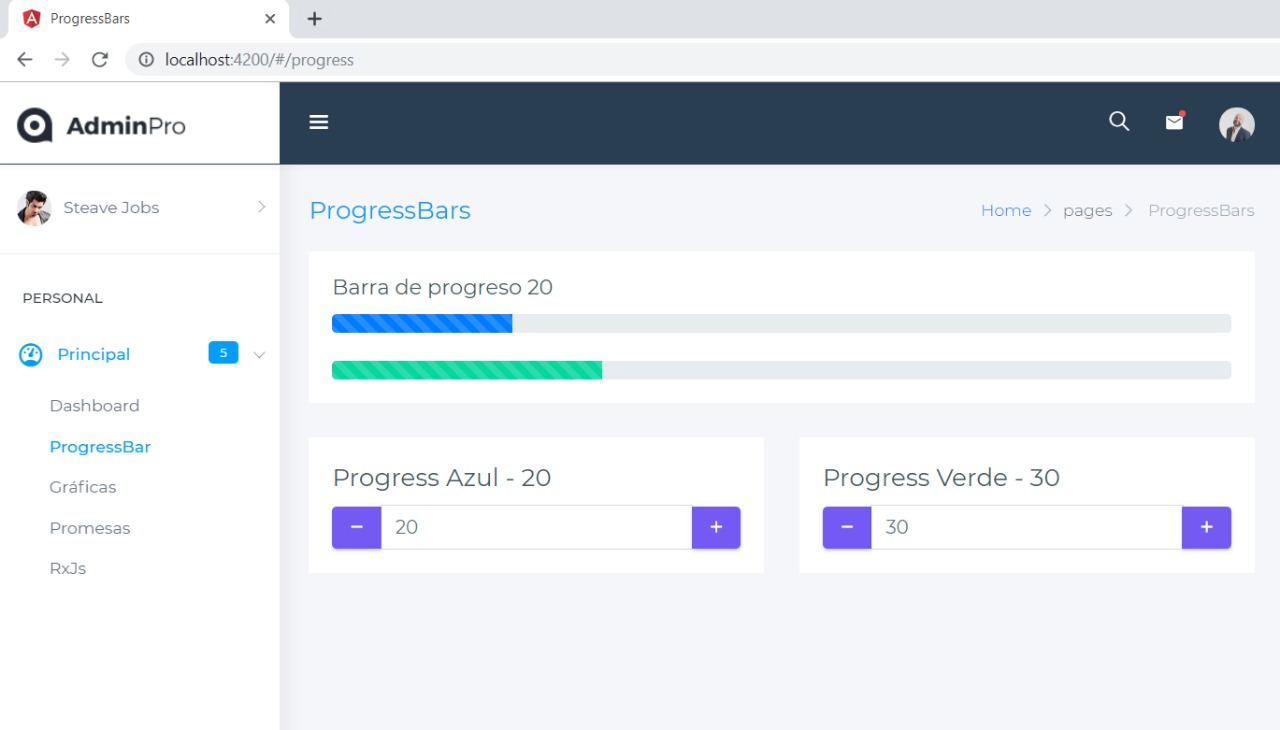 ProgressBars
localhost:4200/#/progress
AdminPro
Steave Jobs
ProgressBars
Home
pages
ProgressBars
PERSONAL
Principal
5
Dashboard
ProgressBar
Gráficas
Promesas
RxJs
Barra de progreso 20
Progress Azul - 20
− 20 +
Progress Verde - 30
− 30 +